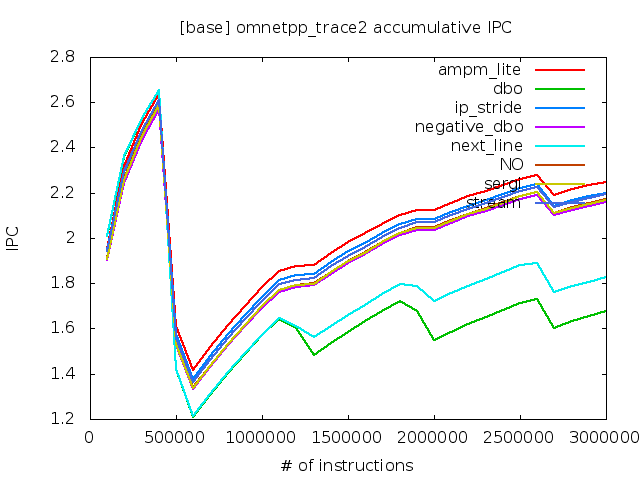 [base] omnetpp_trace2 accumulative IPC
2.8
2.6
2.4
2.2
2
1.8
1.6
1.4
1.2
IPC
ampm_lite
dbo
ip_stride
negative_dbo
next_line
NO
sergi
stream
0 500000 1000000 1500000 2000000 2500000 3000000
# of instructions